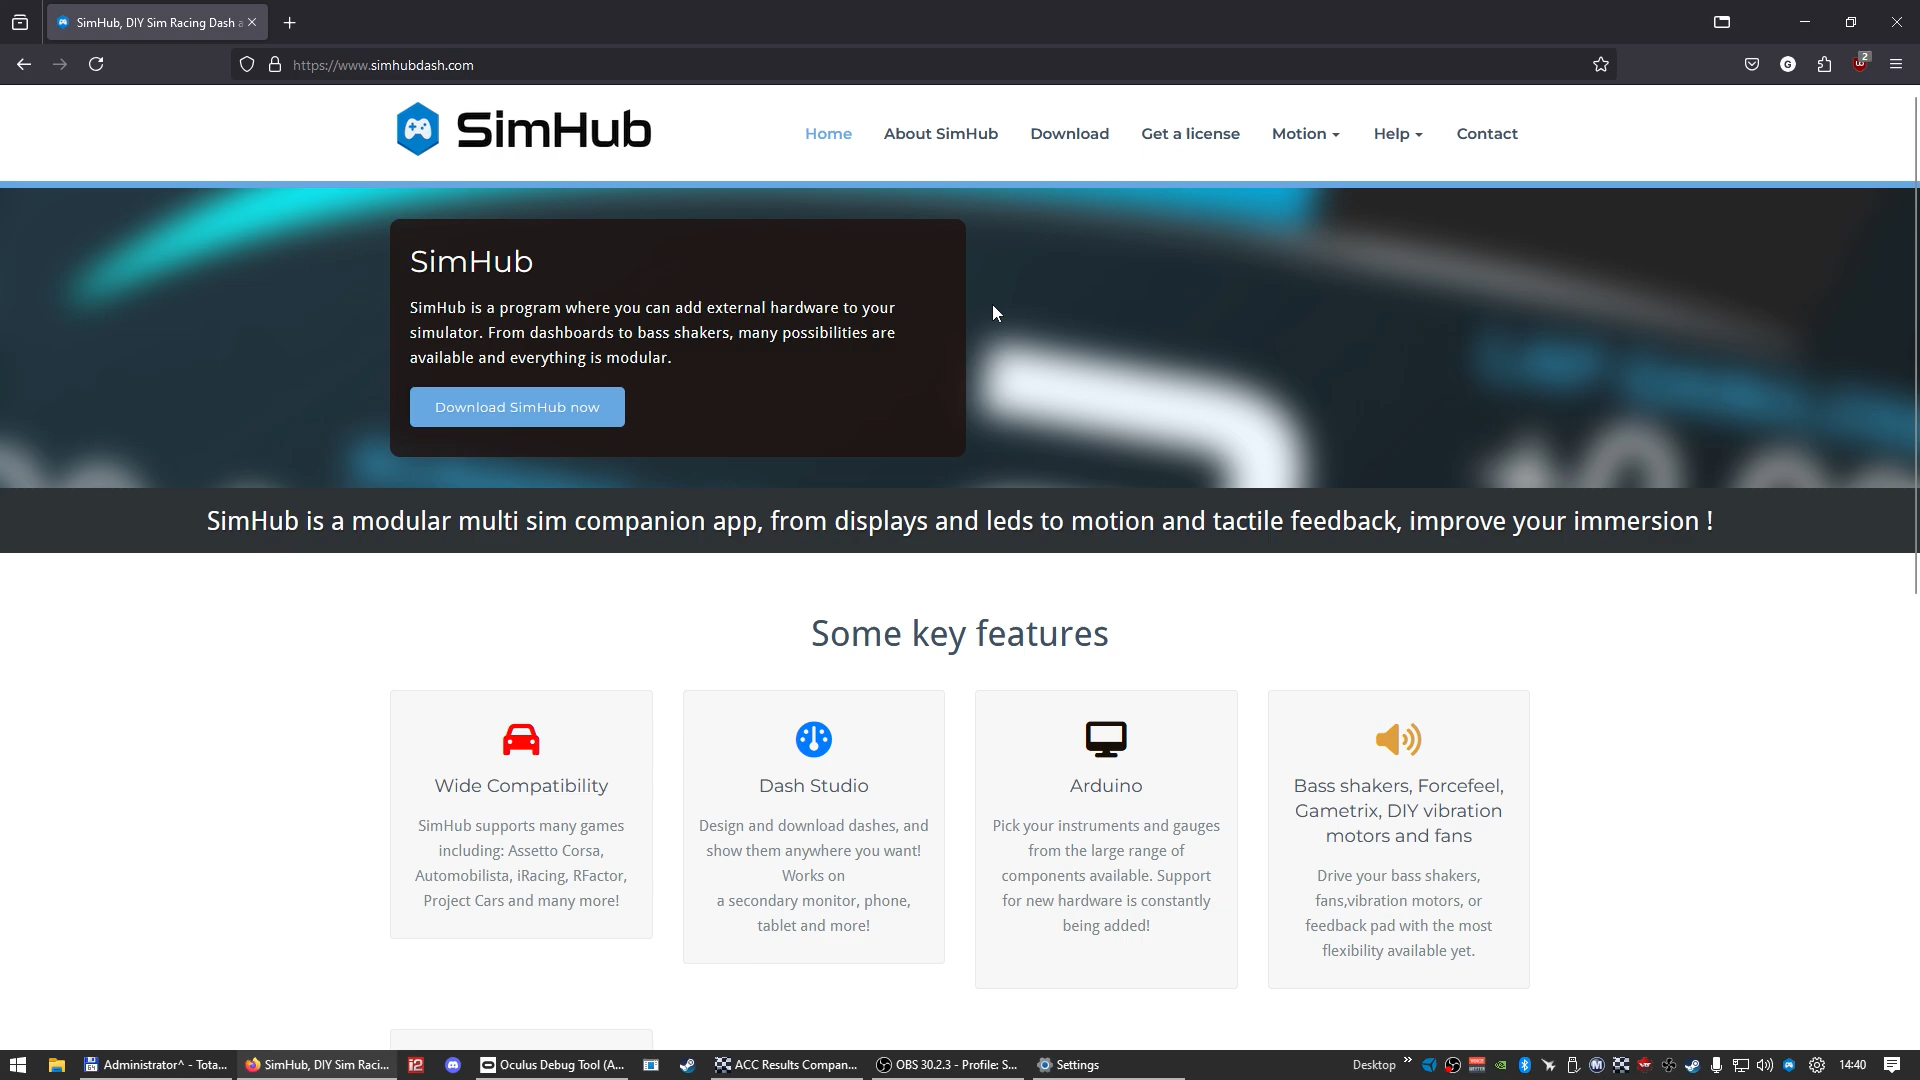 SimHub, DIY Sim Racing Dash a
https://www.simhubdash.com
2
SimHub
Home
About SimHub
Download
Get a license
Motion
Help
Contact
SimHub
SimHub is a program where you can add external hardware to your
simulator. From dashboards to bass shakers, many possibilities are
available and everything is modular.
Download SimHub now
SimHub is a modular multi sim companion app, from displays and leds to motion and tactile feedback, improve your immersion !
Some key features
Wide Compatibility
SimHub supports many games
including: Assetto Corsa,
Automobilista, iRacing, RFactor,
Project Cars and many more!
Dash Studio
Design and download dashes, and
show them anywhere you want!
Works on
a secondary monitor, phone,
tablet and more!
Arduino
Pick your instruments and gauges
from the large range of
components available. Support
for new hardware is constantly
being added!
Bass shakers, Forcefeel,
Gametrix, DIY vibration
motors and fans
Drive your bass shakers,
fans,vibration motors, or
feedback pad with the most
flexibility available yet.
Administrator^ - Tota...
SimHub, DIY Sim Raci...
i2
Oculus Debug Tool (A...
ACC Results Compan...
OBS 30.2.3 - Profile: S...
Settings
Desktop
14:40